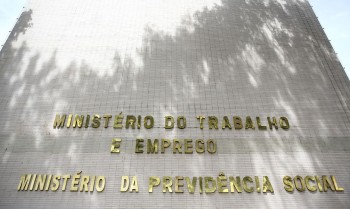 MINISTÉRIO DO TRABALHO
E EMPREGO
MINISTÉRIO DA PREVIDÊNCIA SOCIAL